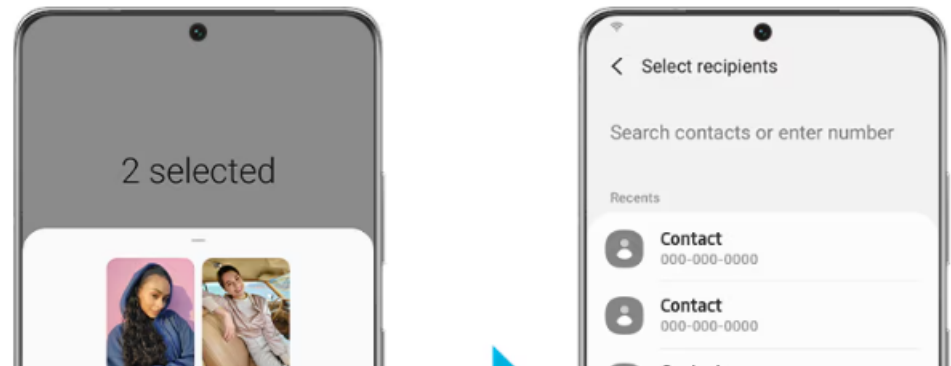 2 selected
Select recipients
Search contacts or enter number
Recents
Contact
000-000-0000
Contact
000-000-0000